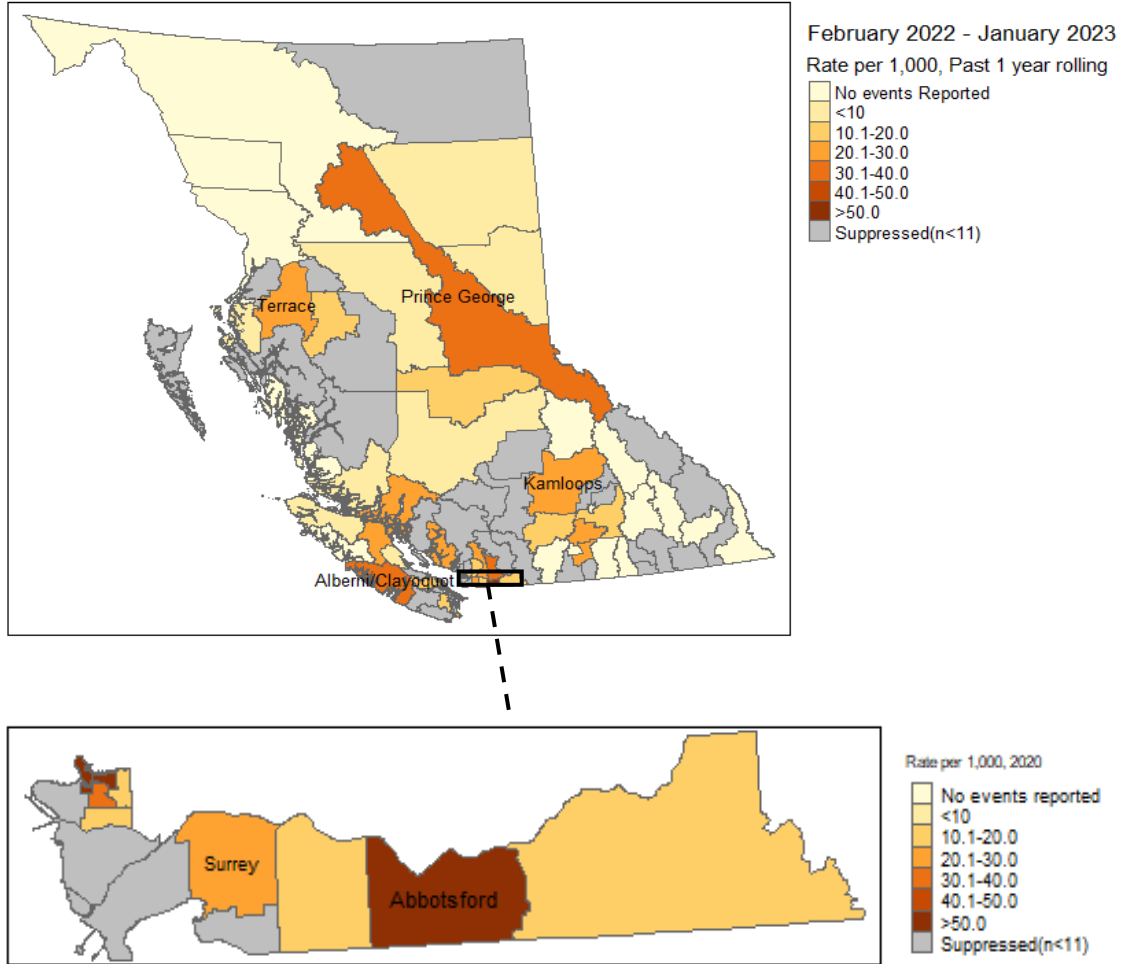 February 2022 - January 2023
Rate per 1,000, Past 1 year rolling
No events Reported
<10
10.1-20.0
20.1-30.0
30.1-40.0
40.1-50.0
>50.0
Suppressed(n<11)
Prince George
Terrace
Kamloops
Alberni/Clayoquot
Rate per 1,000, 2020
No events reported
<10
10.1-20.0
20.1-30.0
30.1-40.0
40.1-50.0
>50.0
Suppressed(n<11)
Surrey
Abbotsford